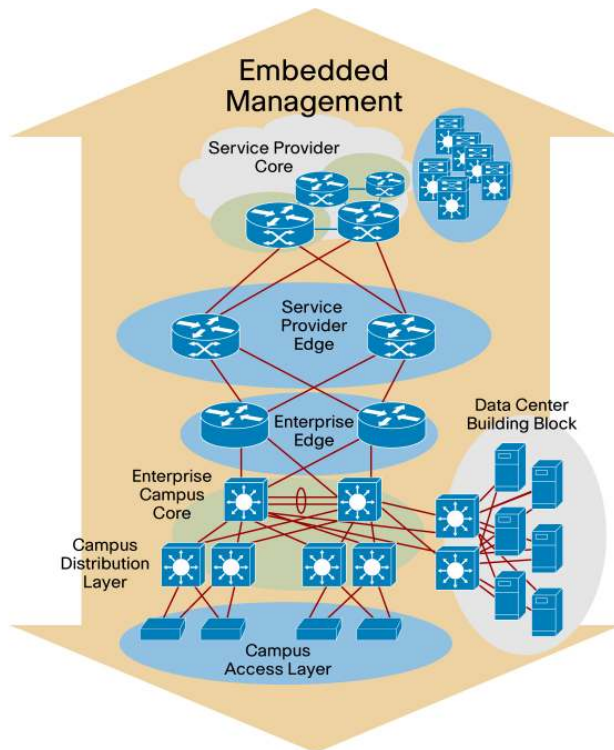 Embedded
Management
Service Provider
Core
Service
Provider
Edge
Enterprise
Edge
Data Center
Building Block
Enterprise
Campus
Core
Campus
Distribution
Layer
Campus
Access Layer